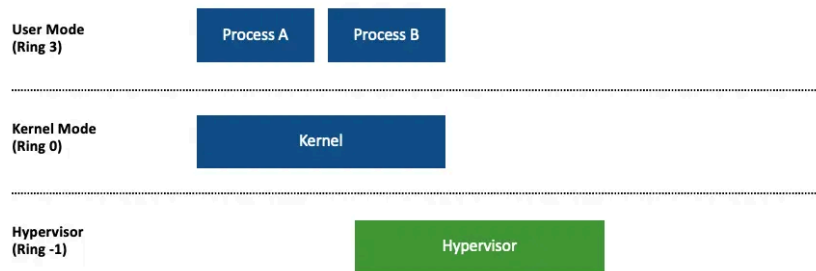 User Mode
(Ring 3)
Process A
Process B
Kernel Mode
(Ring 0)
Kernel
Hypervisor
(Ring -1)
Hypervisor